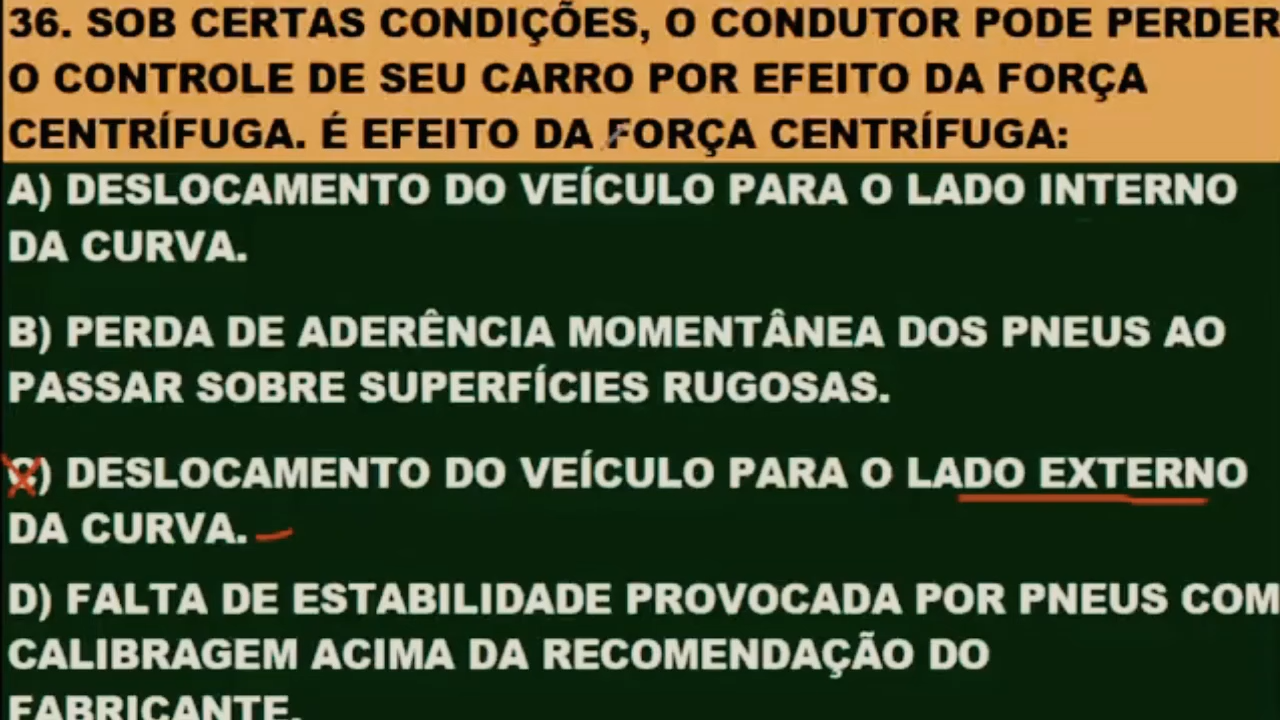 36. SOB CERTAS CONDIÇÕES, O CONDUTOR PODE PERDER
O CONTROLE DE SEU CARRO POR EFEITO DA FORÇA
CENTRÍFUGA. É EFEITO DA FORÇA CENTRÍFUGA:
A) DESLOCAMENTO DO VEÍCULO PARA O LADO INTERNO
DA CURVA.
B) PERDA DE ADERÊNCIA MOMENTÂNEA DOS PNEUS AO
PASSAR SOBRE SUPERFÍCIES RUGOSAS.
C) DESLOCAMENTO DO VEÍCULO PARA O LADO EXTERNO
DA CURVA.
D) FALTA DE ESTABILIDADE PROVOCADA POR PNEUS COM
CALIBRAGEM ACIMA DA RECOMENDAÇÃO DO
FABRICANTE.